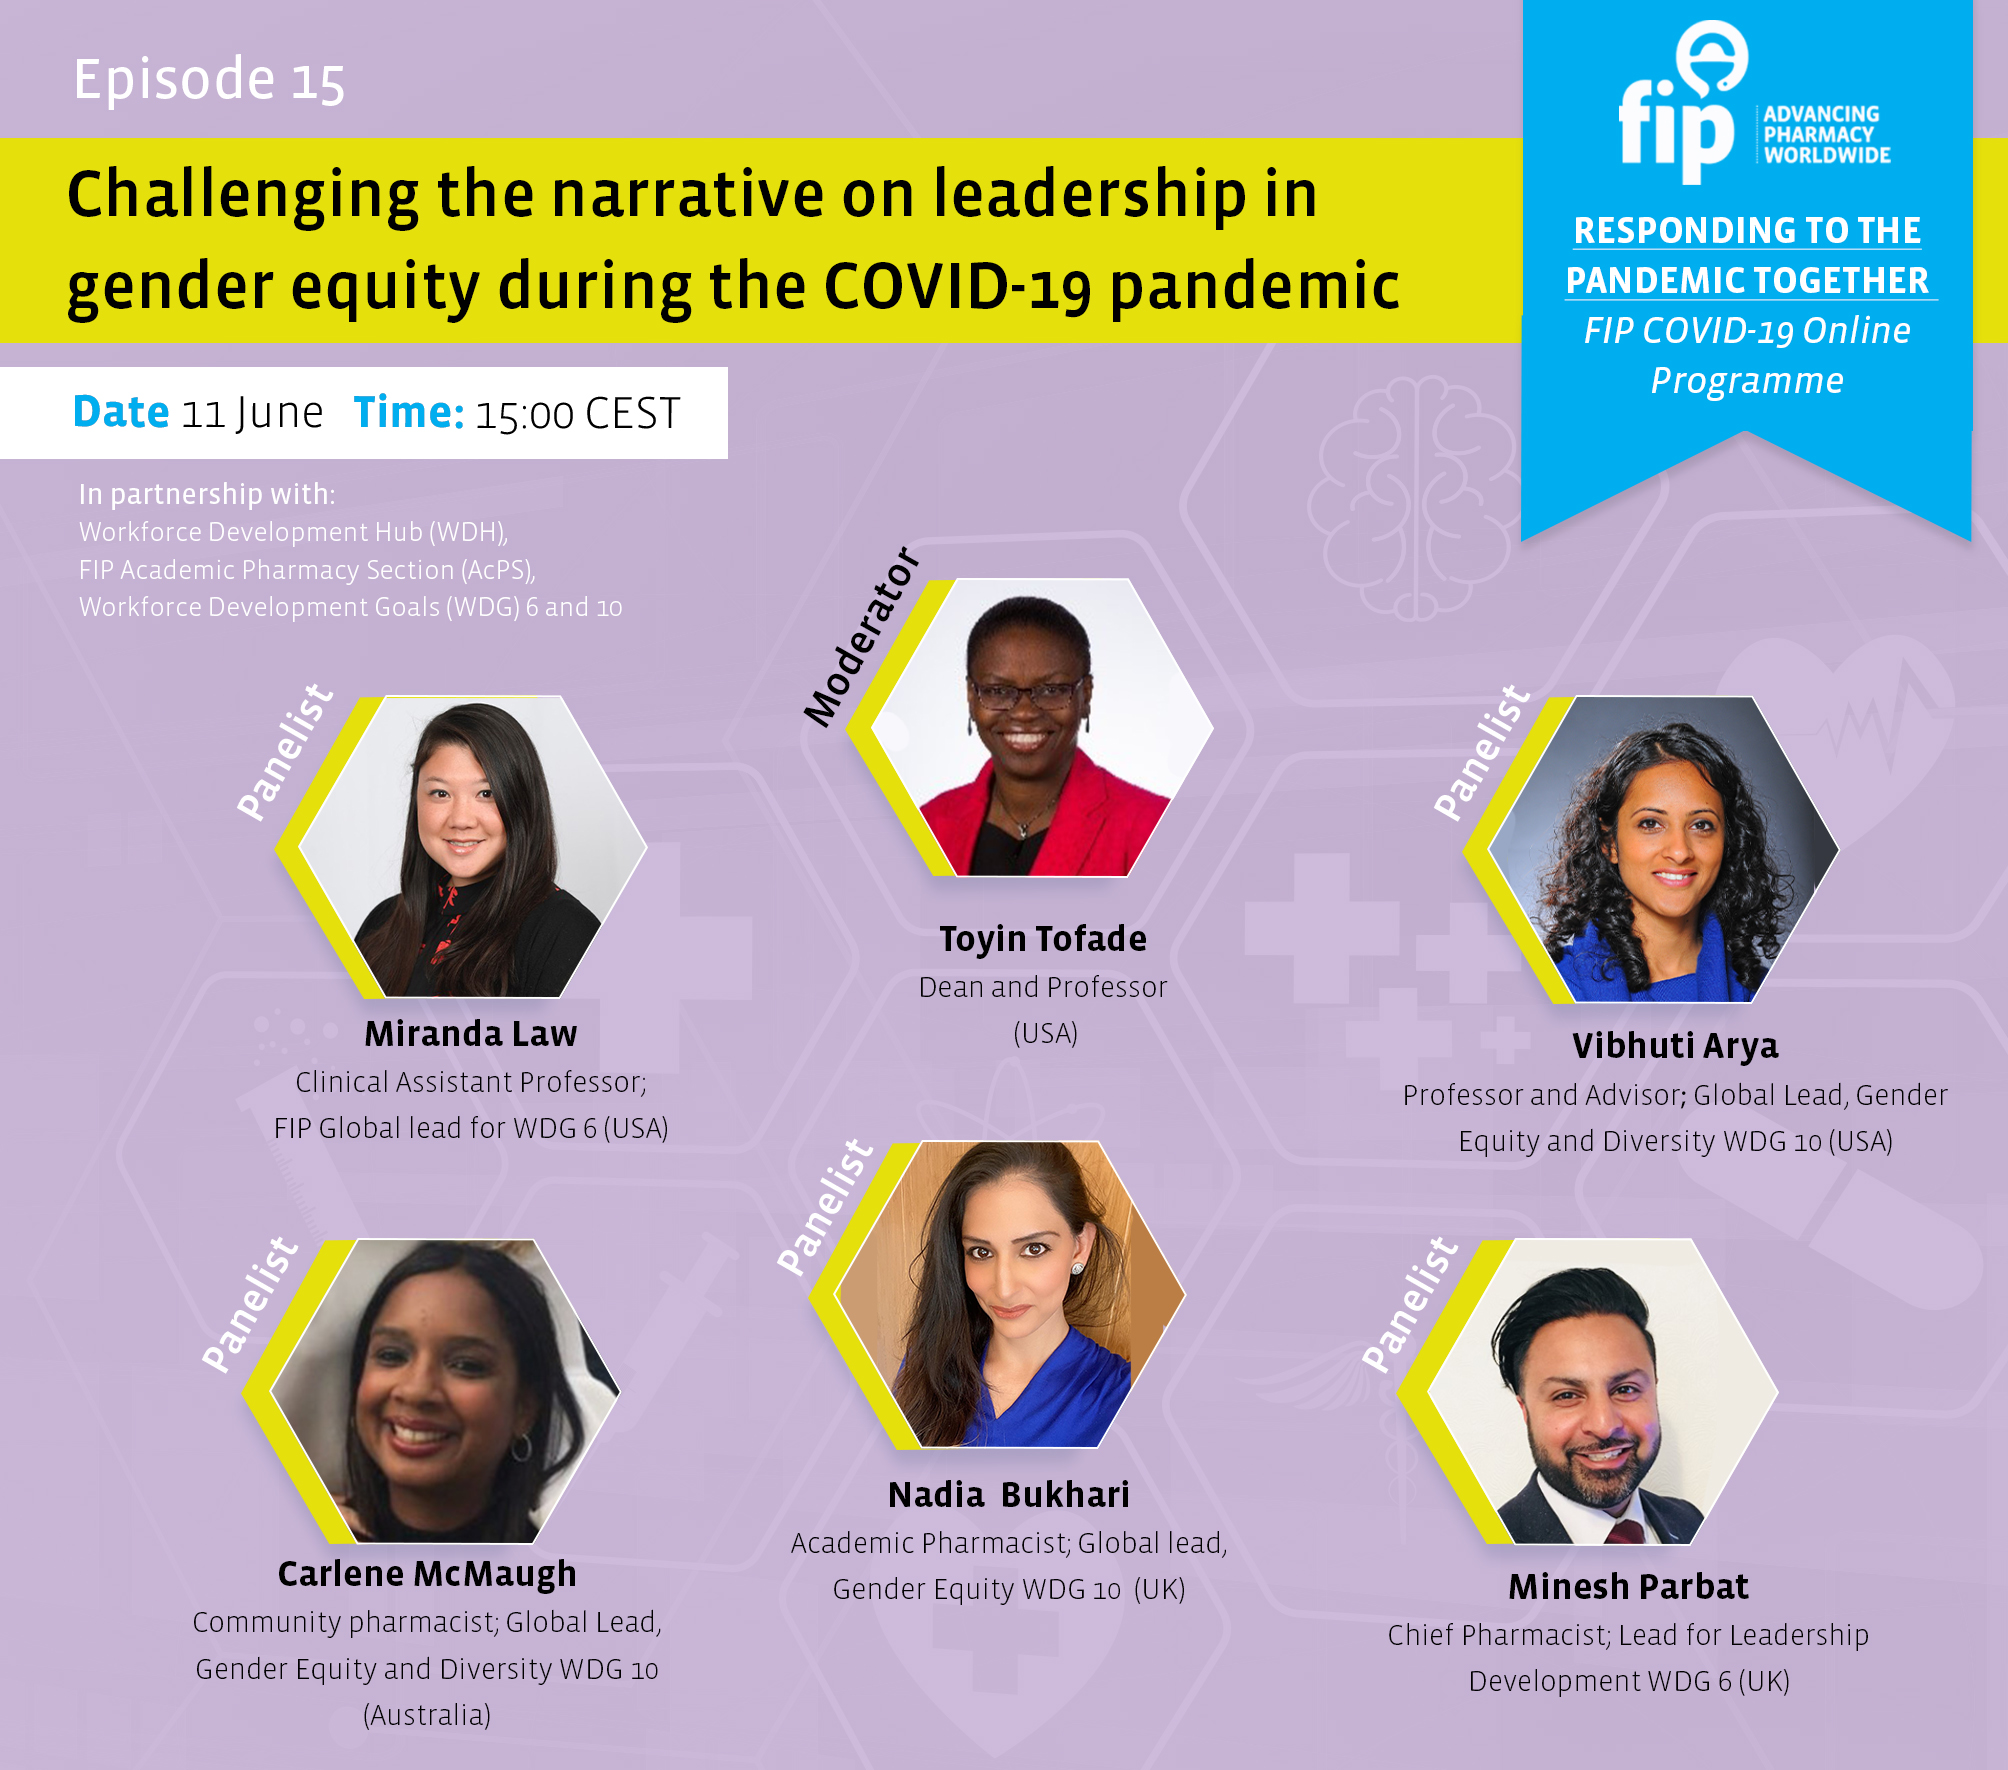 Episode 15
Challenging the narrative on leadership in
gender equity during the COVID-19 pandemic
fip
ADVANCING
PHARMACY
WORLDWIDE
RESPONDING TO THE
PANDEMIC TOGETHER
FIP COVID-19 Online
Programme
Date 11 June Time: 15:00 CEST
In partnership with:
Workforce Development Hub (WDH),
FIP Academic Pharmacy Section (AcPS),
Workforce Development Goals (WDG) 6 and 10
Moderator
Toyin Tofade
Dean and Professor
(USA)
Panelist
Miranda Law
Clinical Assistant Professor;
FIP Global lead for WDG 6 (USA)
Panelist
Vibhuti Arya
Professor and Advisor; Global Lead, Gender
Equity and Diversity WDG 10 (USA)
Panelist
Carlene McMaugh
Community pharmacist; Global Lead,
Gender Equity and Diversity WDG 10
(Australia)
Panelist
Nadia Bukhari
Academic Pharmacist; Global lead,
Gender Equity WDG 10 (UK)
Panelist
Minesh Parbat
Chief Pharmacist; Lead for Leadership
Development WDG 6 (UK)